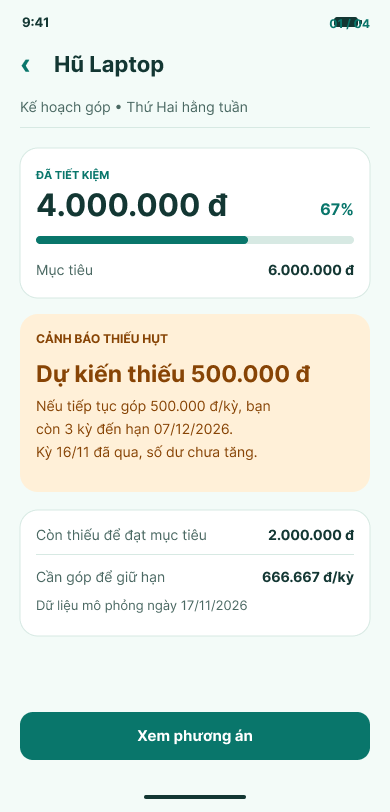 9:41
01 / 04
‹ Hũ Laptop
Kế hoạch góp • Thứ Hai hằng tuần
ĐÃ TIẾT KIỆM
4.000.000 đ 67%
Mục tiêu 6.000.000 đ
CẢNH BÁO THIẾU HỤT
Dự kiến thiếu 500.000 đ
Nếu tiếp tục góp 500.000 đ/kỳ, bạn
còn 3 kỳ đến hạn 07/12/2026.
Kỳ 16/11 đã qua, số dư chưa tăng.
Còn thiếu để đạt mục tiêu 2.000.000 đ
Cần góp để giữ hạn 666.667 đ/kỳ
Dữ liệu mô phỏng ngày 17/11/2026
Xem phương án